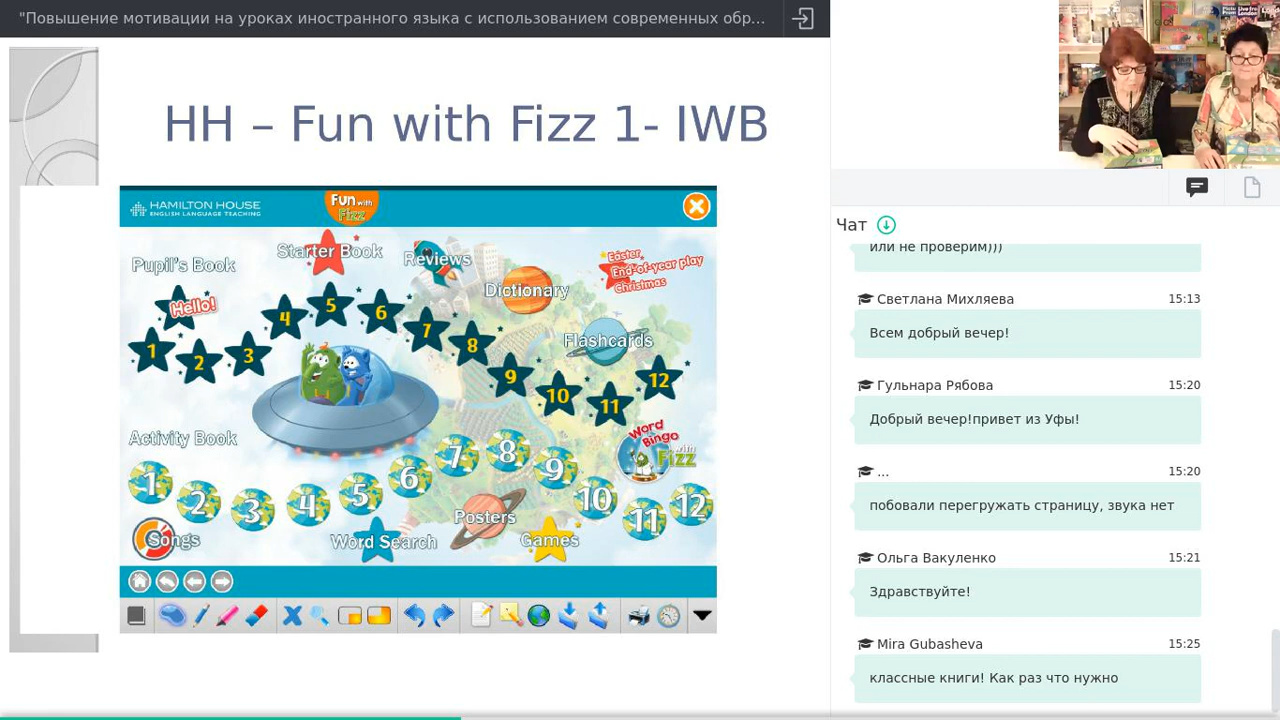 "Повышение мотивации на уроках иностранного языка с использованием современных обр...
HH – Fun with Fizz 1- IWB
HAMILTON HOUSE
ENGLISH LANGUAGE TEACHING
Fun with
Fizz
Pupil's Book
Starter Book
Reviews
Dictionary
Easter
End-of-year play
Christmas
Flashcards
Hello!
1
2
3
4
5
6
7
8
9
10
11
12
Activity Book
1
2
3
4
5
6
7
8
9
10
11
12
Word
Bingo
with
Fizz
Songs
Word Search
Posters
Games
Чат
или не проверим)))
Светлана Михляева 15:13
Всем добрый вечер!
Гульнара Рябова 15:20
Добрый вечер!привет из Уфы!
... 15:20
побовали перегружать страницу, звука нет
Ольга Вакуленко 15:21
Здравствуйте!
Mira Gubasheva 15:25
классные книги! Как раз что нужно